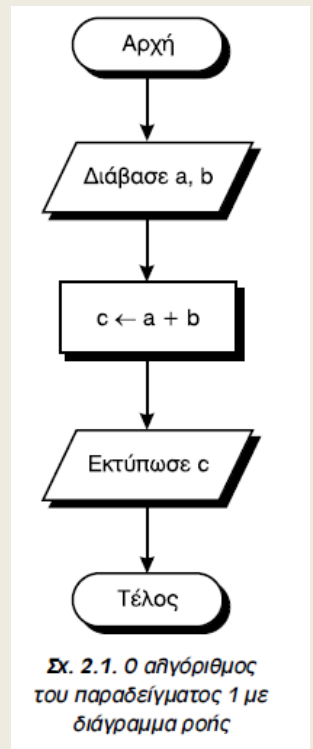 Αρχή
Διάβασε a, b
c ← a + b
Εκτύπωσε c
Τέλος
Σχ. 2.1. Ο αλγόριθμος
του παραδείγματος 1 με
διάγραμμα ροής